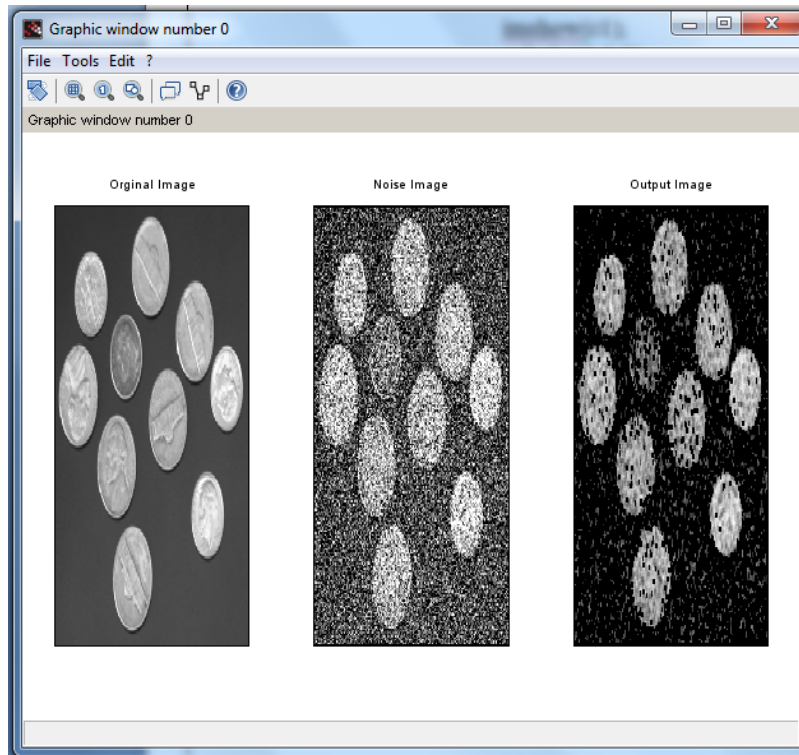 Graphic window number 0
File Tools Edit ?
Graphic window number 0
Orginal Image
Noise Image
Output Image